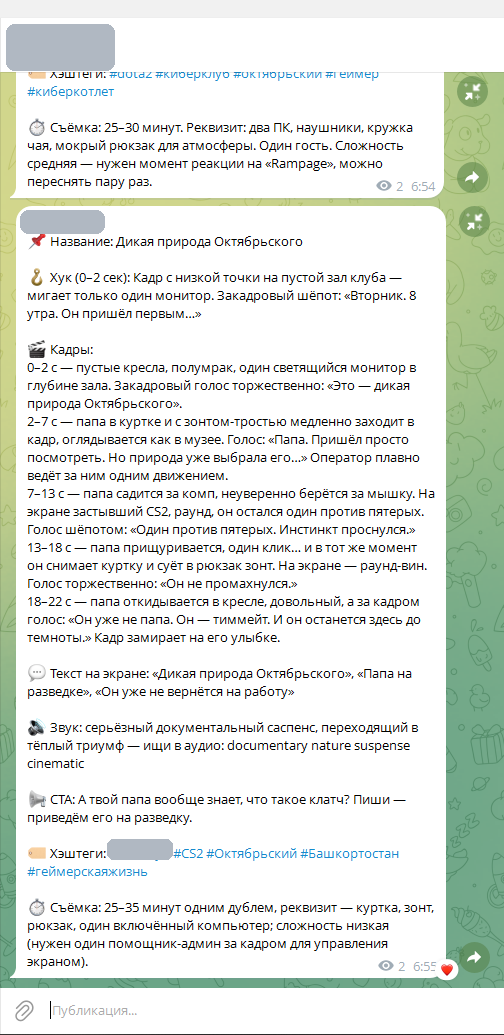 Хэштеги: #dota2 #киберклуб #октябрьский #геймер
#киберкотлет
⏱ Съёмка: 25–30 минут. Реквизит: два ПК, наушники, кружка
чая, мокрый рюкзак для атмосферы. Один гость. Сложность
средняя — нужен момент реакции на «Rampage», можно
переснять пару раз.
2 6:54
📌 Название: Дикая природа Октябрьского
🪝 Хук (0–2 сек): Кадр с низкой точки на пустой зал клуба —
мигает только один монитор. Закадровый шёпот: «Вторник. 8
утра. Он пришёл первым...»
🎬 Кадры:
0–2 с — пустые кресла, полумрак, один светящийся монитор в
глубине зала. Закадровый голос торжественно: «Это — дикая
природа Октябрьского».
2–7 с — папа в куртке и с зонтом-тростью медленно заходит в
кадр, оглядывается как в музее. Голос: «Папа. Пришёл просто
посмотреть. Но природа уже выбрала его...» Оператор плавно
ведёт за ним одним движением.
7–13 с — папа садится за комп, неуверенно берётся за мышку. На
экране застывший CS2, раунд, он остался один против пятерых.
Голос шёпотом: «Один против пятерых. Инстинкт проснулся.»
13–18 с — папа прищуривается, один клик... и в тот же момент
он снимает куртку и суёт в рюкзак зонт. На экране — раунд-вин.
Голос торжественно: «Он не промахнулся.»
18–22 с — папа откидывается в кресле, довольный, а за кадром
голос: «Он уже не папа. Он — тиммейт. И он останется здесь до
темноты.» Кадр замирает на его улыбке.
💬 Текст на экране: «Дикая природа Октябрьского», «Папа на
разведке», «Он уже не вернётся на работу»
🔊 Звук: серьёзный документальный саспенс, переходящий в
тёплый триумф — ищи в аудио: documentary nature suspense
cinematic
📢 CTA: А твой папа вообще знает, что такое клатч? Пиши —
приведём его на разведку.
🏷 Хэштеги: #CS2 #Октябрьский #Башкортостан
#геймерскаяжизнь
⏱ Съёмка: 25–35 минут одним дублем, реквизит — куртка, зонт,
рюкзак, один включённый компьютер; сложность низкая
(нужен один помощник-админ за кадром для управления
экраном).
2 6:55
Публикация...